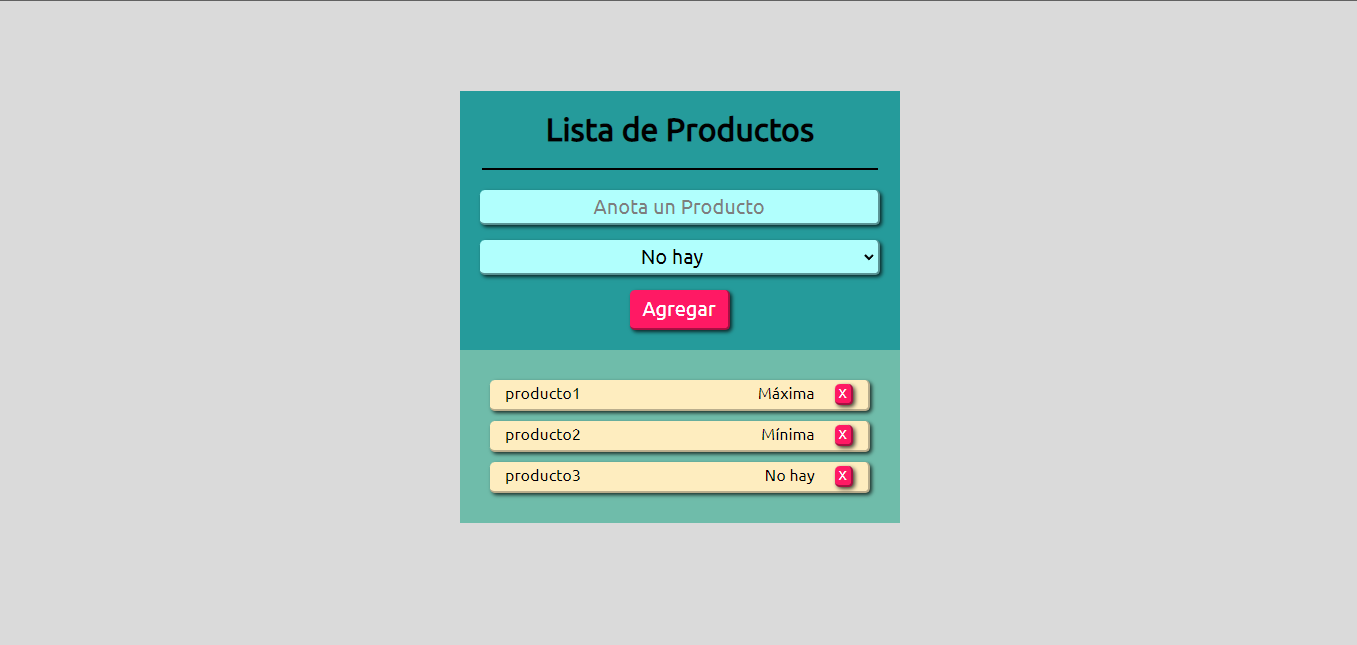 Lista de Productos
Anota un Producto
No hay
Agregar
producto1 Máxima X
producto2 Mínima X
producto3 No hay X